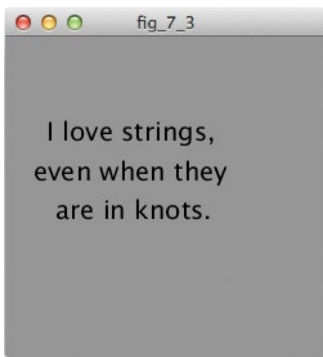 fig_7_3
I love strings,
even when they
are in knots.